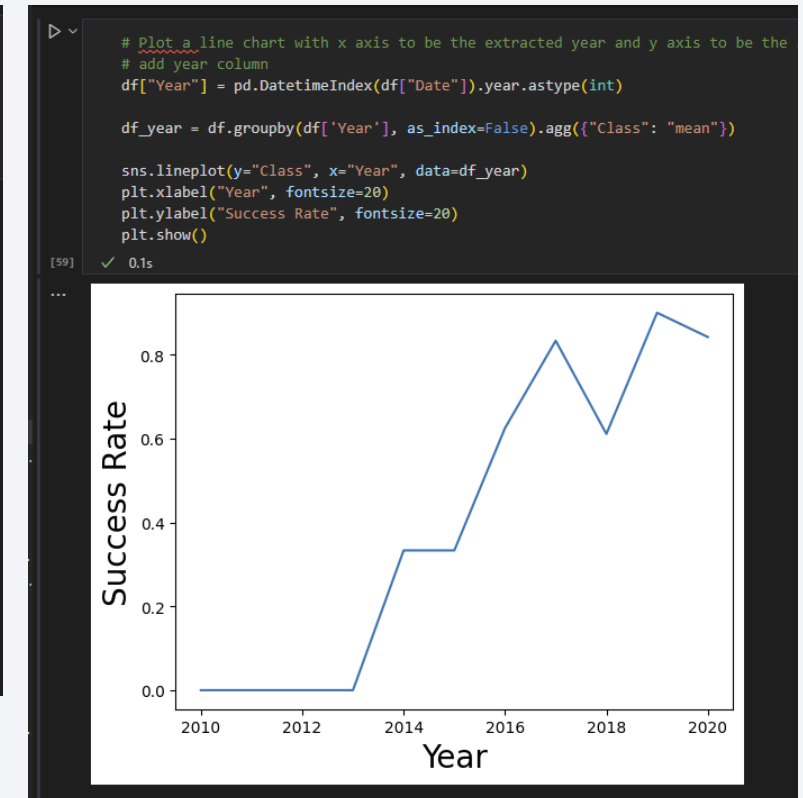 # Plot a line chart with x axis to be the extracted year and y axis to be the
# add year column
df["Year"] = pd.DatetimeIndex(df["Date"]).year.astype(int)
df_year = df.groupby(df['Year'], as_index=False).agg({"Class": "mean"})
sns.lineplot(y="Class", x="Year", data=df_year)
plt.xlabel("Year", fontsize=20)
plt.ylabel("Success Rate", fontsize=20)
plt.show()
[59] ✓ 0.1s
...
Success Rate
0.8
0.6
0.4
0.2
0.0
2010 2012 2014 2016 2018 2020
Year